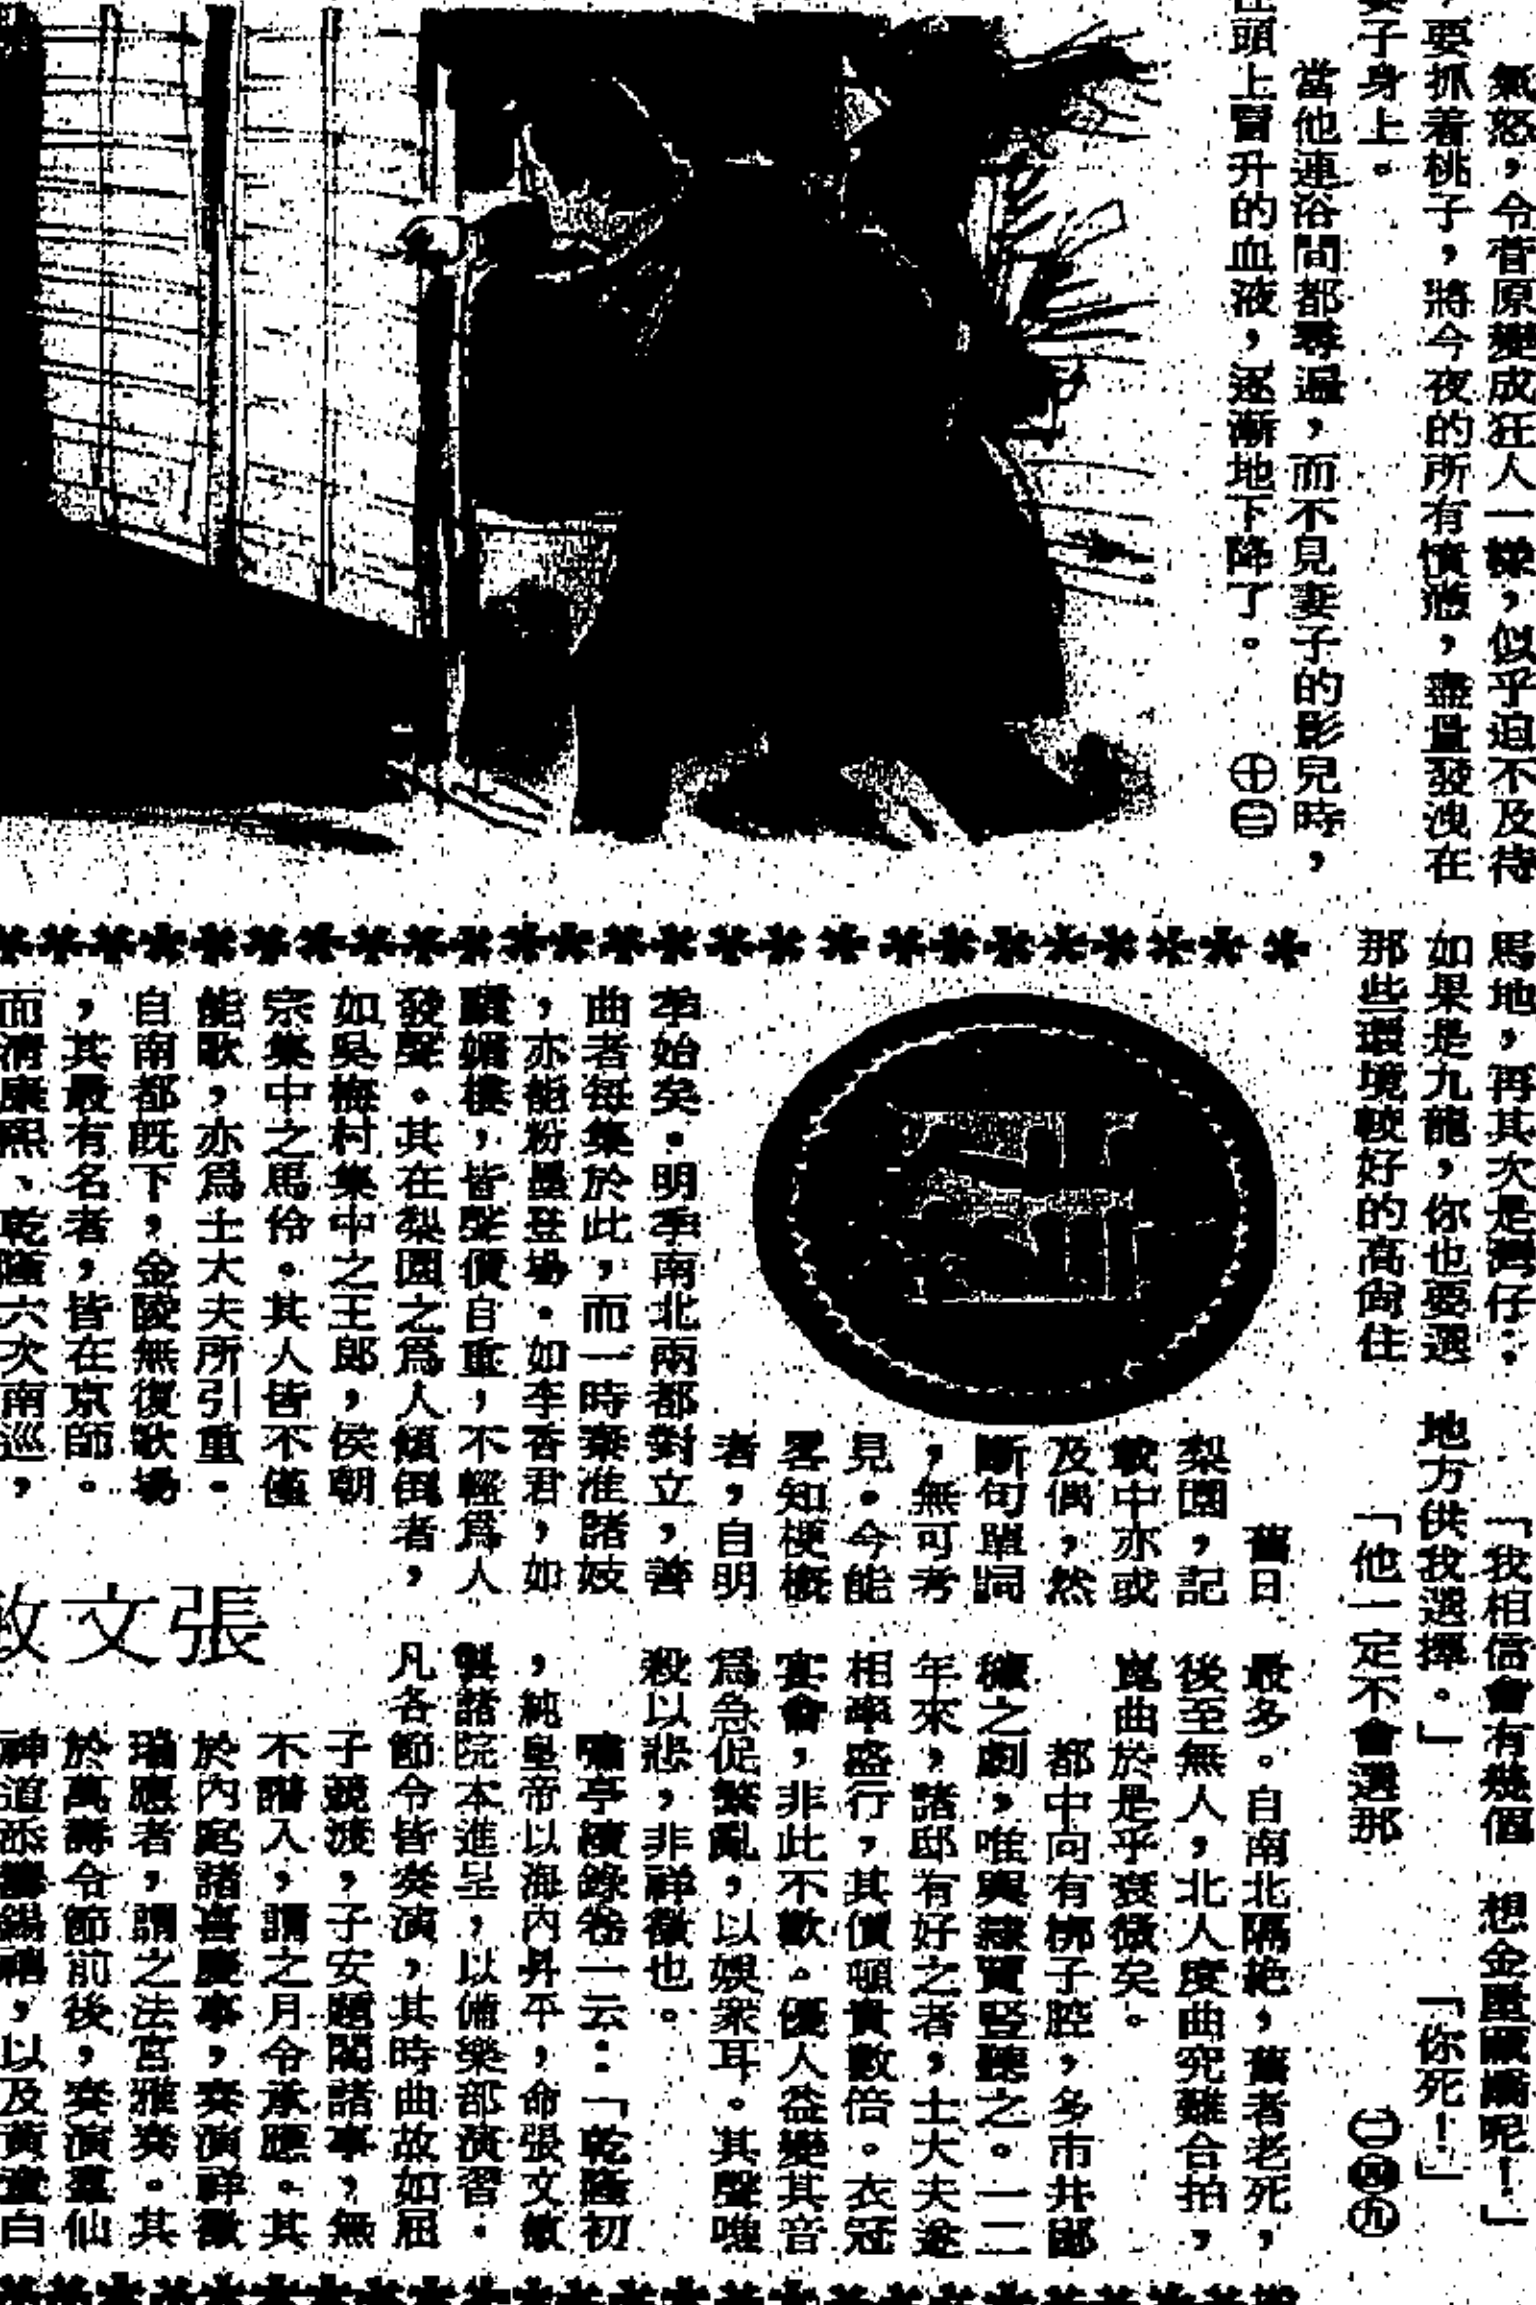 氣怒，令菅原變成狂人一樣，似乎迫不及待
，要抓着桃子，將今夜的所有憤懣，盡量發洩在
妻子身上。
當他連浴間都尋遍，而不見妻子的影兒時，
頭上賁升的血液，逐漸地下降了。 ㊉㊁
馬地，再其次是灣仔…
如果是九龍，你也要選
那些環境較好的高尙住
「我相信會有幾個
地方供我選擇。」
「他一定不會選那
想金屋藏嬌呢！」
「你死！」
㊁㊃㊈
舊日
梨園，記
載中亦或
及偶，然
斷句單詞
，無可考
見。今能
畧知梗概
者，自明
季始矣。明季南北兩都對立，善
曲者每集於此，而一時秦淮諸妓
，亦能粉墨登場。如李香君，如
顧媚樓，皆聲價自重，不輕爲人
發聲。其在梨園之爲人傾倒者，
如吳梅村集中之王郎，侯朝
宗集中之馬伶。其人皆不僅
能歌，亦爲士大夫所引重。
自南都既下，金陵無復歌場
，其最有名者，皆在京師。
而清康熙、乾隆六次南巡，
張文
最多。自南北隔絶，舊者老死，
後至無人，北人度曲究難合拍，
崑曲於是乎衰微矣。
都中向有梆子腔，多市井鄙
穢之劇，唯輿隸賈豎聽之。一二
年來，諸邸有好之者，士大夫遂
相率盛行，其價頓貴數倍。衣冠
宴會，非此不歡。優人益變其音
爲急促繁亂，以娛衆耳。其聲噍
殺以悲，非祥徵也。
嘯亭續錄卷一云：「乾隆初
，純皇帝以海內昇平，命張文敏
製諸院本進呈，以備樂部演習。
凡各節令皆奏演，其時曲故如屈
子競渡，子安題閣諸事，無
不譜入，謂之月令承應。其
於內庭諸喜慶事，奏演祥徵
瑞應者，謂之法宮雅奏。其
於萬壽令節前後，奏演羣仙
神道添籌錫禧，以及黃童白